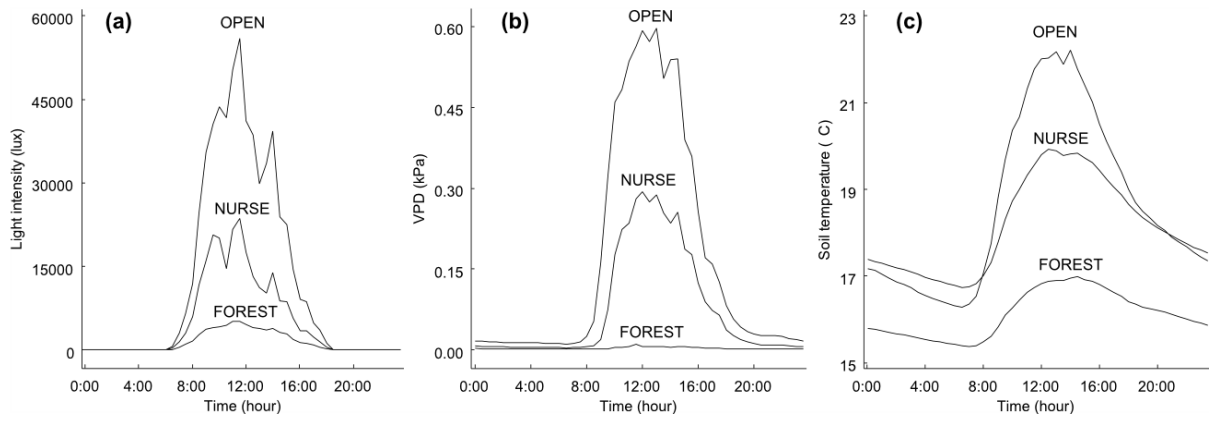 (a)
OPEN
NURSE
FOREST
Light intensity (lux)
60000
45000
30000
15000
0
0:00 4:00 8:00 12:00 16:00 20:00
Time (hour)
(b)
OPEN
NURSE
FOREST
VPD (kPa)
0.60
0.45
0.30
0.15
0.00
0:00 4:00 8:00 12:00 16:00 20:00
Time (hour)
(c)
OPEN
NURSE
FOREST
Soil temperature ( C)
23
21
19
17
15
0:00 4:00 8:00 12:00 16:00 20:00
Time (hour)